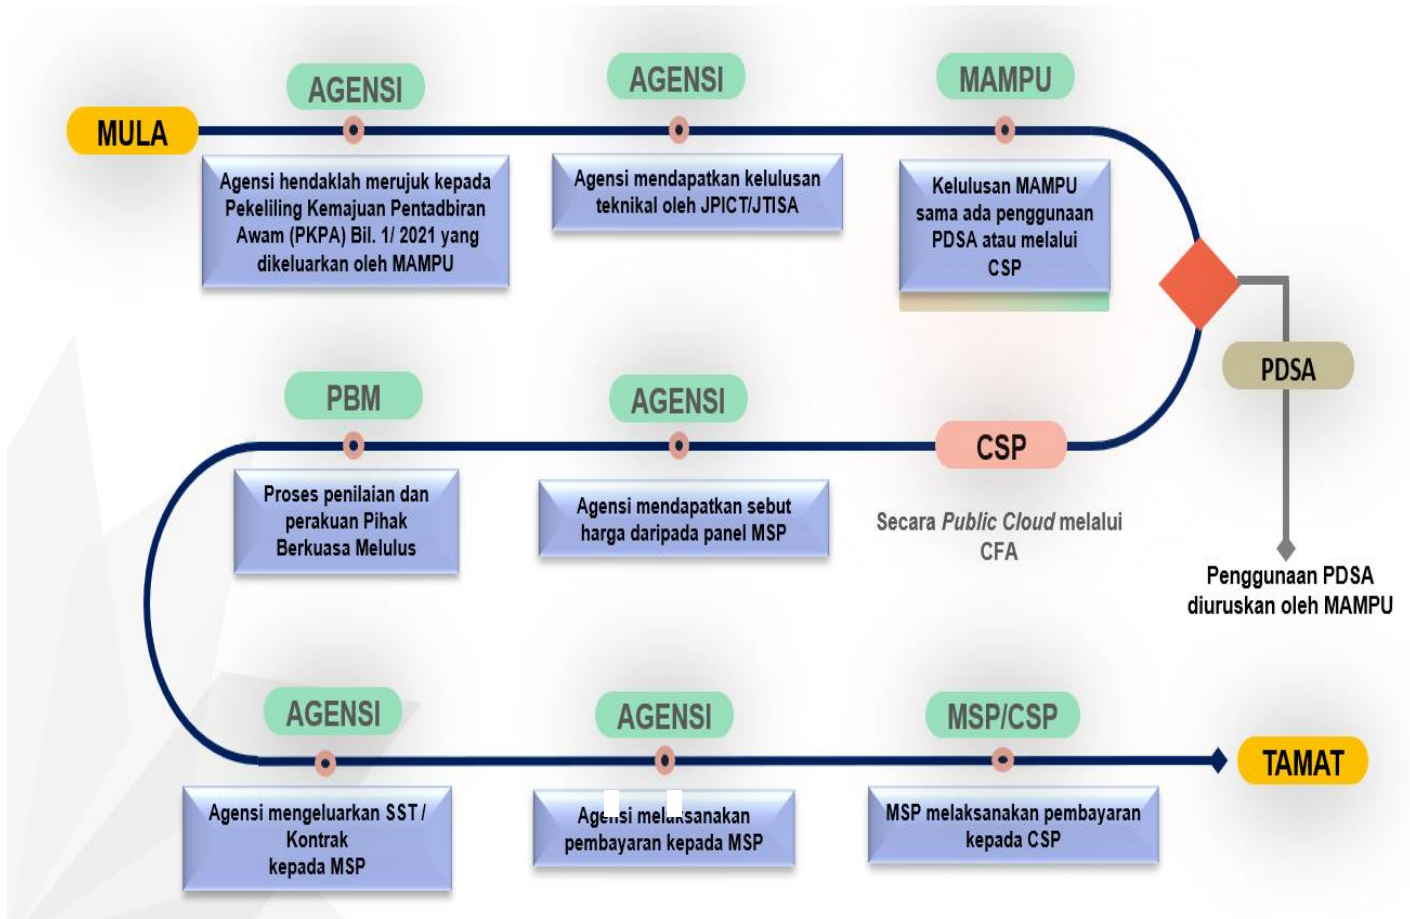 MULA
AGENSI
Agensi hendaklah merujuk kepada
Pekeliling Kemajuan Pentadbiran
Awam (PKPA) Bil. 1/ 2021 yang
dikeluarkan oleh MAMPU
AGENSI
Agensi mendapatkan kelulusan
teknikal oleh JPICT/JTISA
MAMPU
Kelulusan MAMPU
sama ada penggunaan
PDSA atau melalui
CSP
PDSA
Penggunaan PDSA
diuruskan oleh MAMPU
CSP
Secara Public Cloud melalui
CFA
AGENSI
Agensi mendapatkan sebut
harga daripada panel MSP
PBM
Proses penilaian dan
perakuan Pihak
Berkuasa Melulus
AGENSI
Agensi mengeluarkan SST /
Kontrak
kepada MSP
AGENSI
Agensi melaksanakan
pembayaran kepada MSP
MSP/CSP
MSP melaksanakan pembayaran
kepada CSP
TAMAT